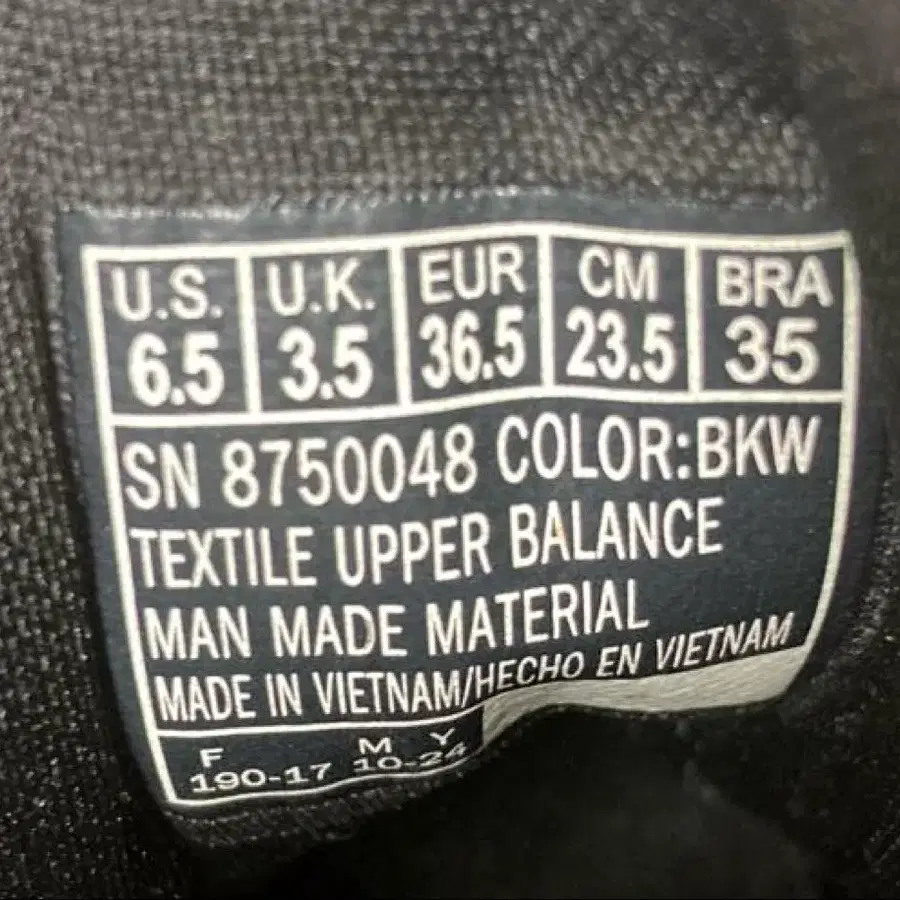 U.S. U.K. EUR CM BRA
6.5 3.5 36.5 23.5 35
SN 8750048 COLOR:BKW
TEXTILE UPPER BALANCE
MAN MADE MATERIAL
MADE IN VIETNAM/HECHO EN VIETNAM
F M Y
190-17 10-24